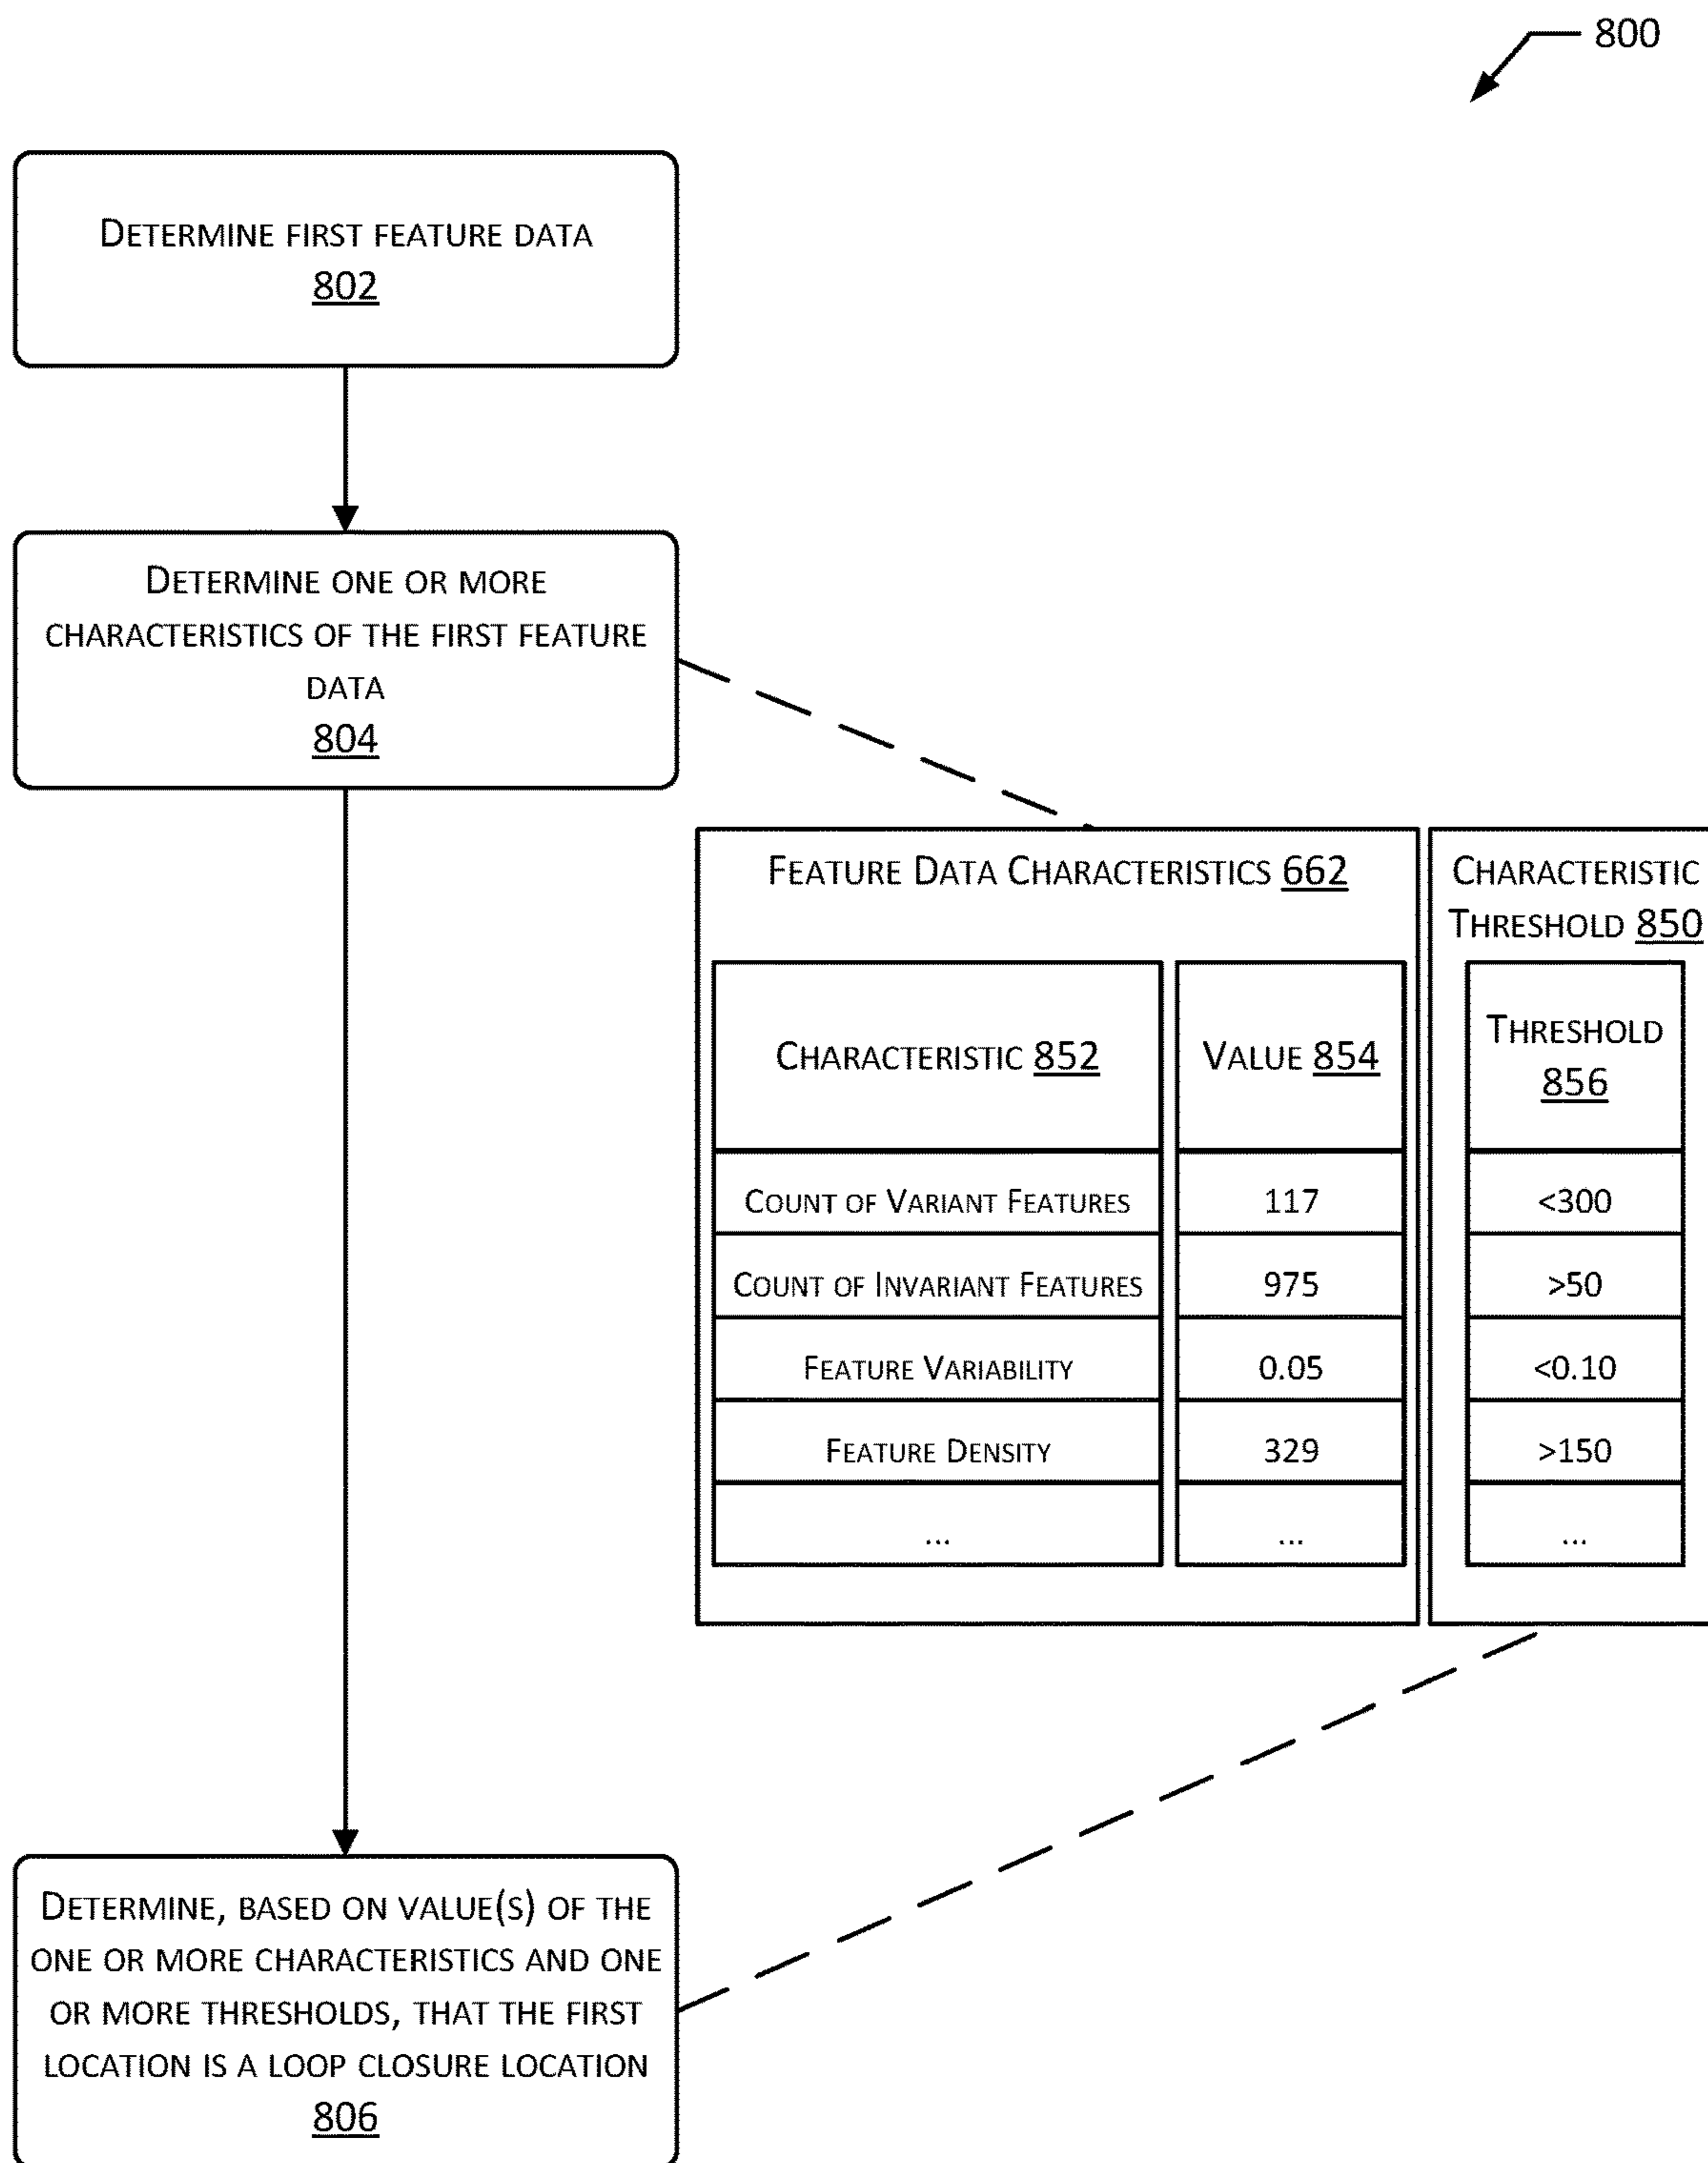 800
DETERMINE FIRST FEATURE DATA
802
DETERMINE ONE OR MORE
CHARACTERISTICS OF THE FIRST FEATURE
DATA
804
FEATURE DATA CHARACTERISTICS 662
CHARACTERISTIC
THRESHOLD 850
CHARACTERISTIC 852
VALUE 854
THRESHOLD
856
COUNT OF VARIANT FEATURES
117
<300
COUNT OF INVARIANT FEATURES
975
>50
FEATURE VARIABILITY
0.05
<0.10
FEATURE DENSITY
329
>150
...
...
...
DETERMINE, BASED ON VALUE(S) OF THE
ONE OR MORE CHARACTERISTICS AND ONE
OR MORE THRESHOLDS, THAT THE FIRST
LOCATION IS A LOOP CLOSURE LOCATION
806